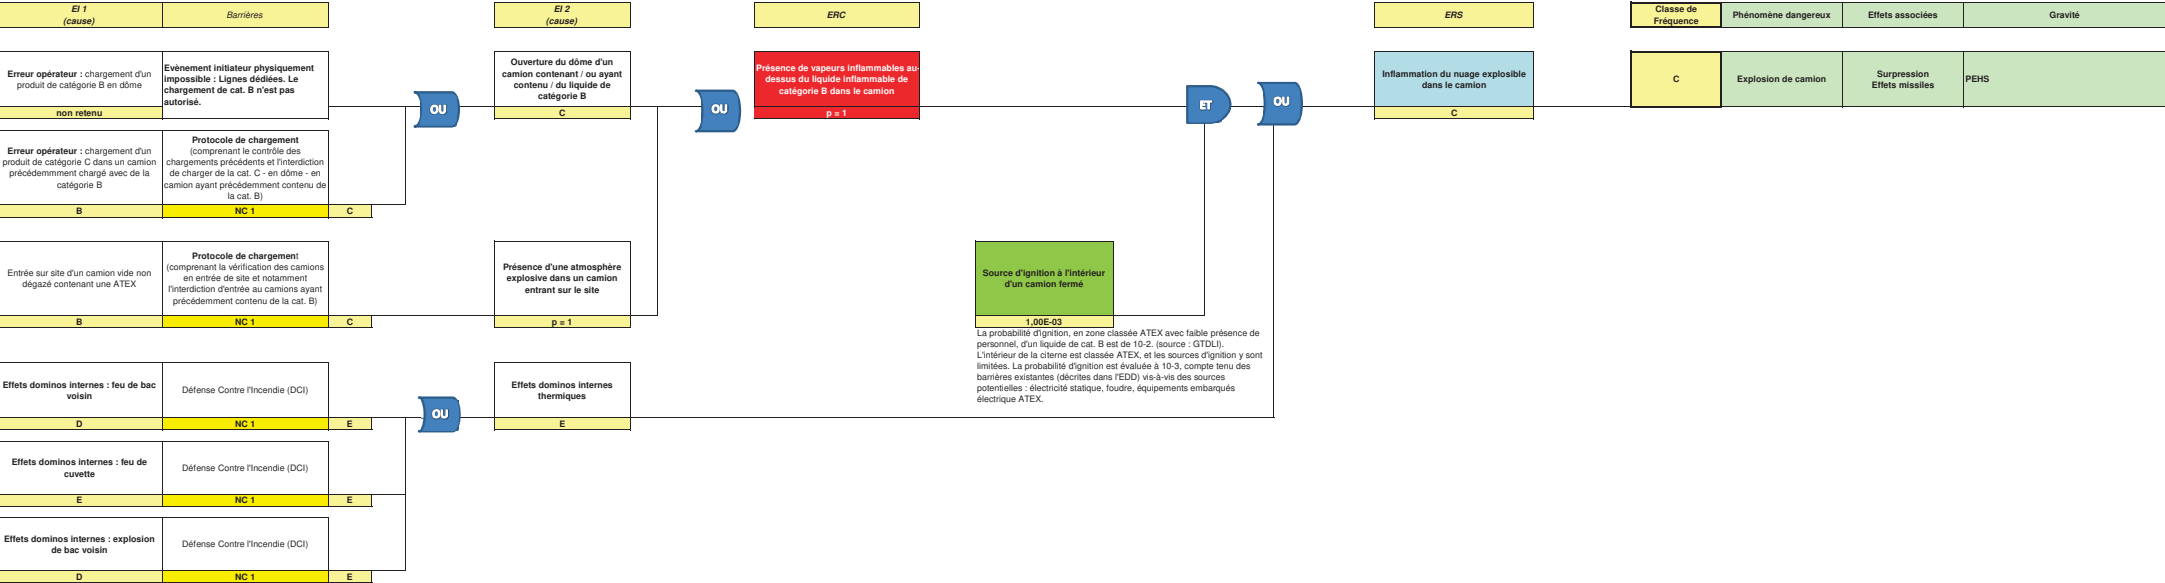 EI 1
(cause)
Barrières
EI 2
(cause)
ERC
ERS
Classe de
Fréquence
Phénomène dangereux
Effets associées
Gravité
Erreur opérateur : chargement d'un
produit de catégorie B en dôme
non retenu
Evènement initiateur physiquement
impossible : Lignes dédiées. Le
chargement de cat. B n'est pas
autorisé.
OU
Ouverture du dôme d'un
camion contenant / ou ayant
contenu / du liquide de
catégorie B
C
OU
Présence de vapeurs inflammables au-
dessus du liquide inflammable de
catégorie B dans le camion
p = 1
ET
OU
Inflammation du nuage explosible
dans le camion
C
C
Explosion de camion
Surpression
Effets missiles
PEHS
Erreur opérateur : chargement d'un
produit de catégorie C dans un camion
précédemmment chargé avec de la
catégorie B
B
Protocole de chargement
(comprenant le contrôle des
chargements précédents et l'interdiction
de charger de la cat. C - en dôme - en
camion ayant précédemment contenu de
la cat. B)
NC 1
C
Entrée sur site d'un camion vide non
dégazé contenant une ATEX
B
Protocole de chargement
(comprenant la vérification des camions
en entrée de site et notamment
l'interdiction d'entrée au camions ayant
précédemment contenu de la cat. B)
NC 1
C
Présence d'une atmosphère
explosive dans un camion
entrant sur le site
p = 1
Source d'ignition à l'intérieur
d'un camion fermé
1,00E-03
La probabilité d'ignition, en zone classée ATEX avec faible présence de
personnel, d'un liquide de cat. B est de 10-2. (source : GTDLI).
L'intérieur de la citerne est classée ATEX, et les sources d'ignition y sont
limitées. La probabilité d'ignition est évaluée à 10-3, compte tenu des
barrières existantes (décrites dans l'EDD) vis-à-vis des sources
potentielles : électricité statique, foudre, équipements embarqués
électrique ATEX.
Effets dominos internes : feu de bac
voisin
D
Défense Contre l'Incendie (DCI)
NC 1
E
OU
Effets dominos internes
thermiques
E
Effets dominos internes : feu de
cuvette
E
Défense Contre l'Incendie (DCI)
NC 1
E
Effets dominos internes : explosion
de bac voisin
D
Défense Contre l'Incendie (DCI)
NC 1
E